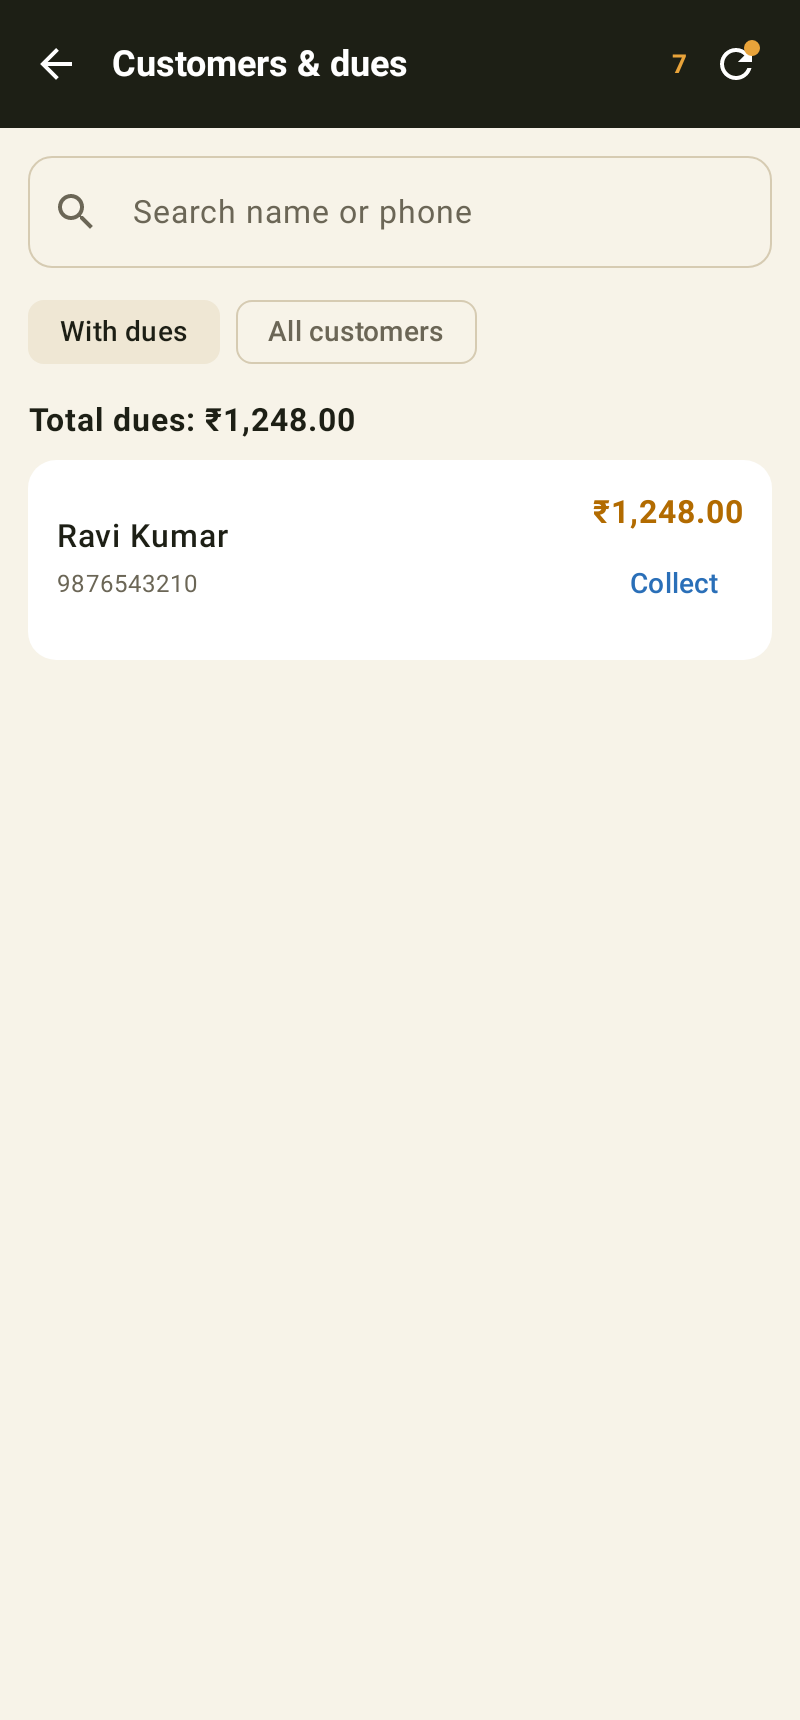 Customers & dues 7
Search name or phone
With dues All customers
Total dues: ₹1,248.00
₹1,248.00
Ravi Kumar
9876543210 Collect